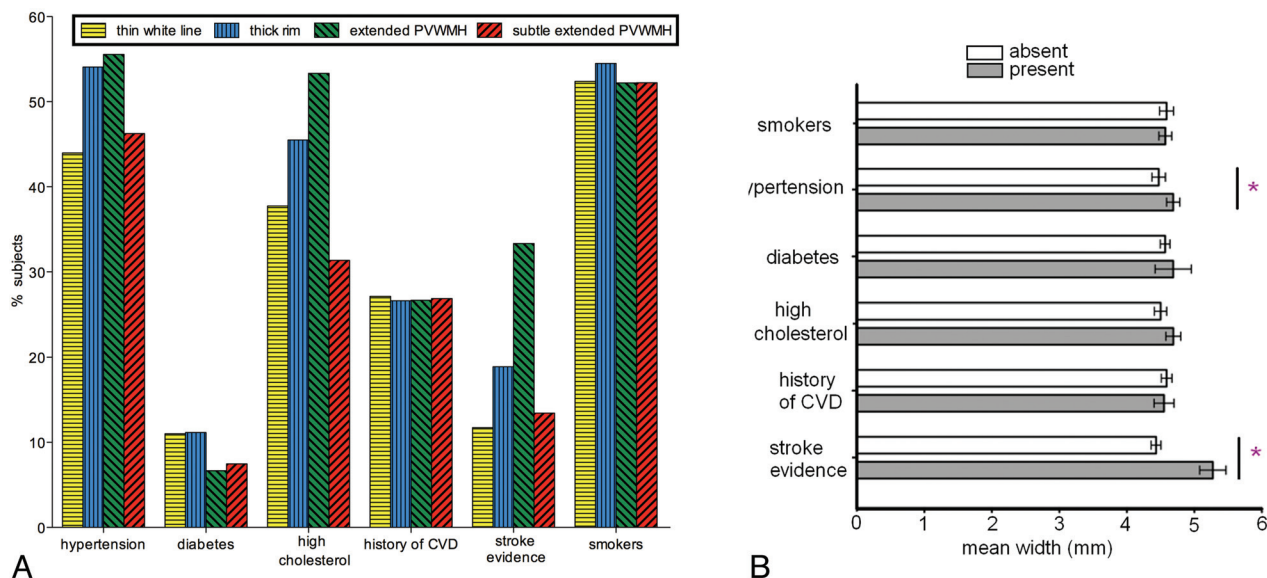 thin white line thick rim extended PVWMH subtle extended PVWMH
60
50
40
30
20
10
0
% subjects
hypertension diabetes high cholesterol history of CVD stroke evidence smokers
A
absent
present
smokers
ypertension
diabetes
high
cholesterol
history
of CVD
stroke
evidence
*
*
0 1 2 3 4 5 6
mean width (mm)
B